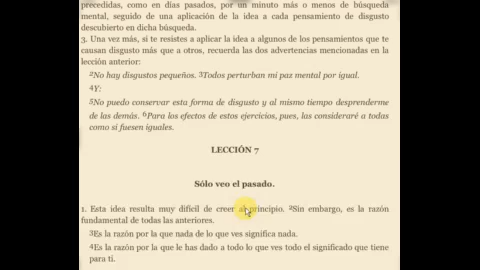 precedidas, como en días pasados, por un minuto más o menos de búsqueda
mental, seguido de una aplicación de la idea a cada pensamiento de disgusto
descubierto en dicha búsqueda.
3. Una vez más, si te resistes a aplicar la idea a algunos de los pensamientos que te
causan disgusto más que a otros, recuerda las dos advertencias mencionadas en la
lección anterior:
2No hay disgustos pequeños. 3Todos perturban mi paz mental por igual.
4Y:
5No puedo conservar esta forma de disgusto y al mismo tiempo desprenderme
de las demás. 6Para los efectos de estos ejercicios, pues, las consideraré a todas
como si fuesen iguales.
LECCIÓN 7
Sólo veo el pasado.
1. Esta idea resulta muy difícil de creer al principio. 2Sin embargo, es la razón
fundamental de todas las anteriores.
3Es la razón por la que nada de lo que ves significa nada.
4Es la razón por la que le has dado a todo lo que ves todo el significado que tiene
para ti.